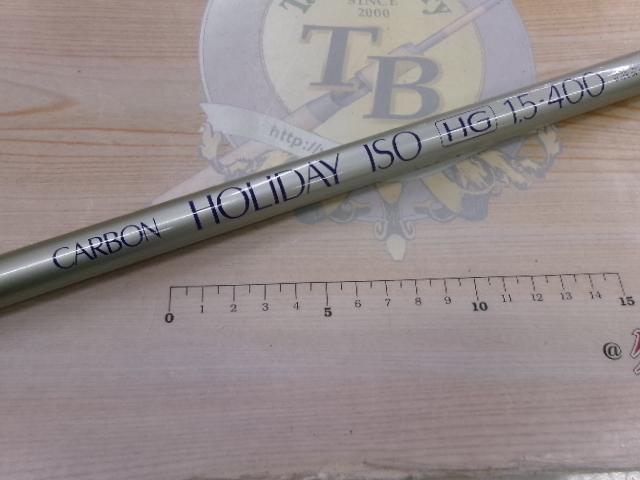 SINCE
2000
TB
http://
CARBON HOLIDAY ISO HG 1.5-400
0 1 2 3 4 5 6 7 8 9 10 11 12 13 14 15
@